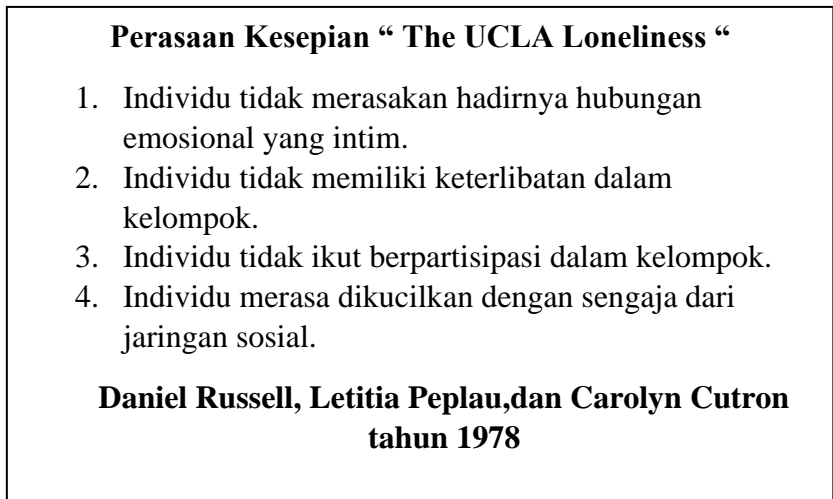 Perasaan Kesepian “ The UCLA Loneliness “
1. Individu tidak merasakan hadirnya hubungan
emosional yang intim.
2. Individu tidak memiliki keterlibatan dalam
kelompok.
3. Individu tidak ikut berpartisipasi dalam kelompok.
4. Individu merasa dikucilkan dengan sengaja dari
jaringan sosial.
Daniel Russell, Letitia Peplau,dan Carolyn Cutron
tahun 1978